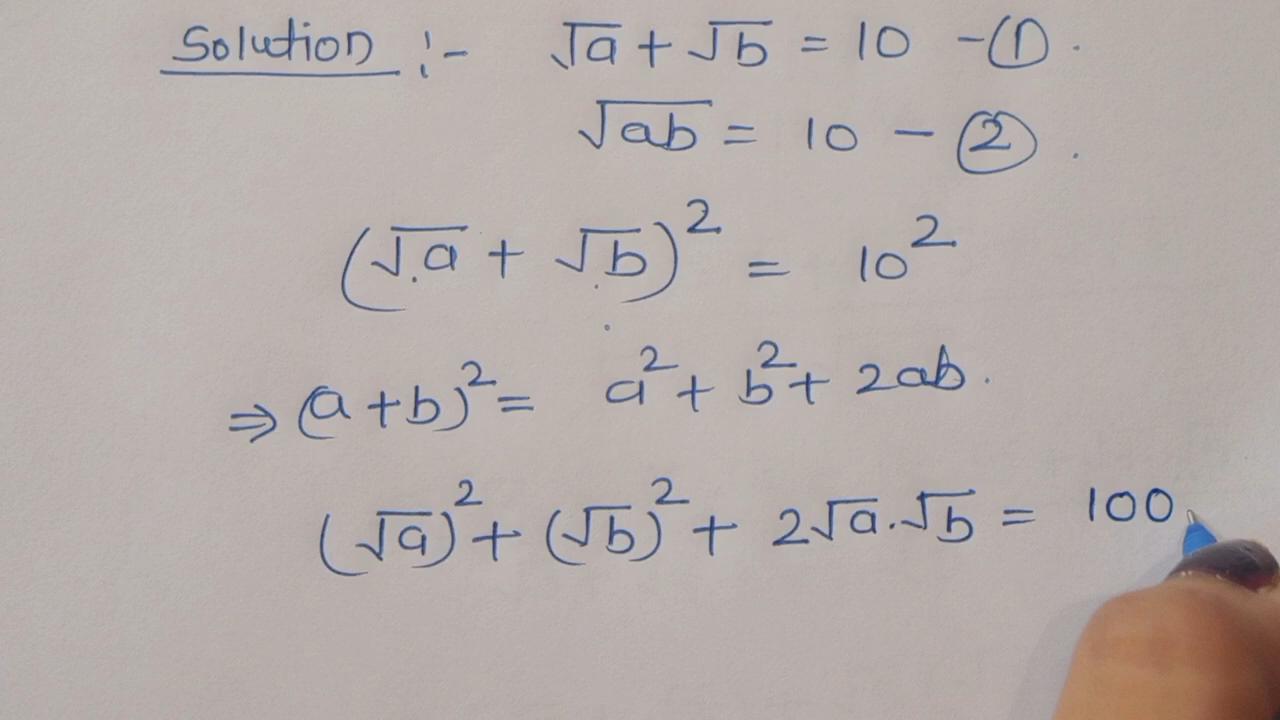 Solution :- √a + √b = 10 - ①.
√ab = 10 - ②.
(√a + √b)² = 10²
⇒ (a + b)² = a² + b² + 2ab.
(√a)² + (√b)² + 2√a.√b = 100